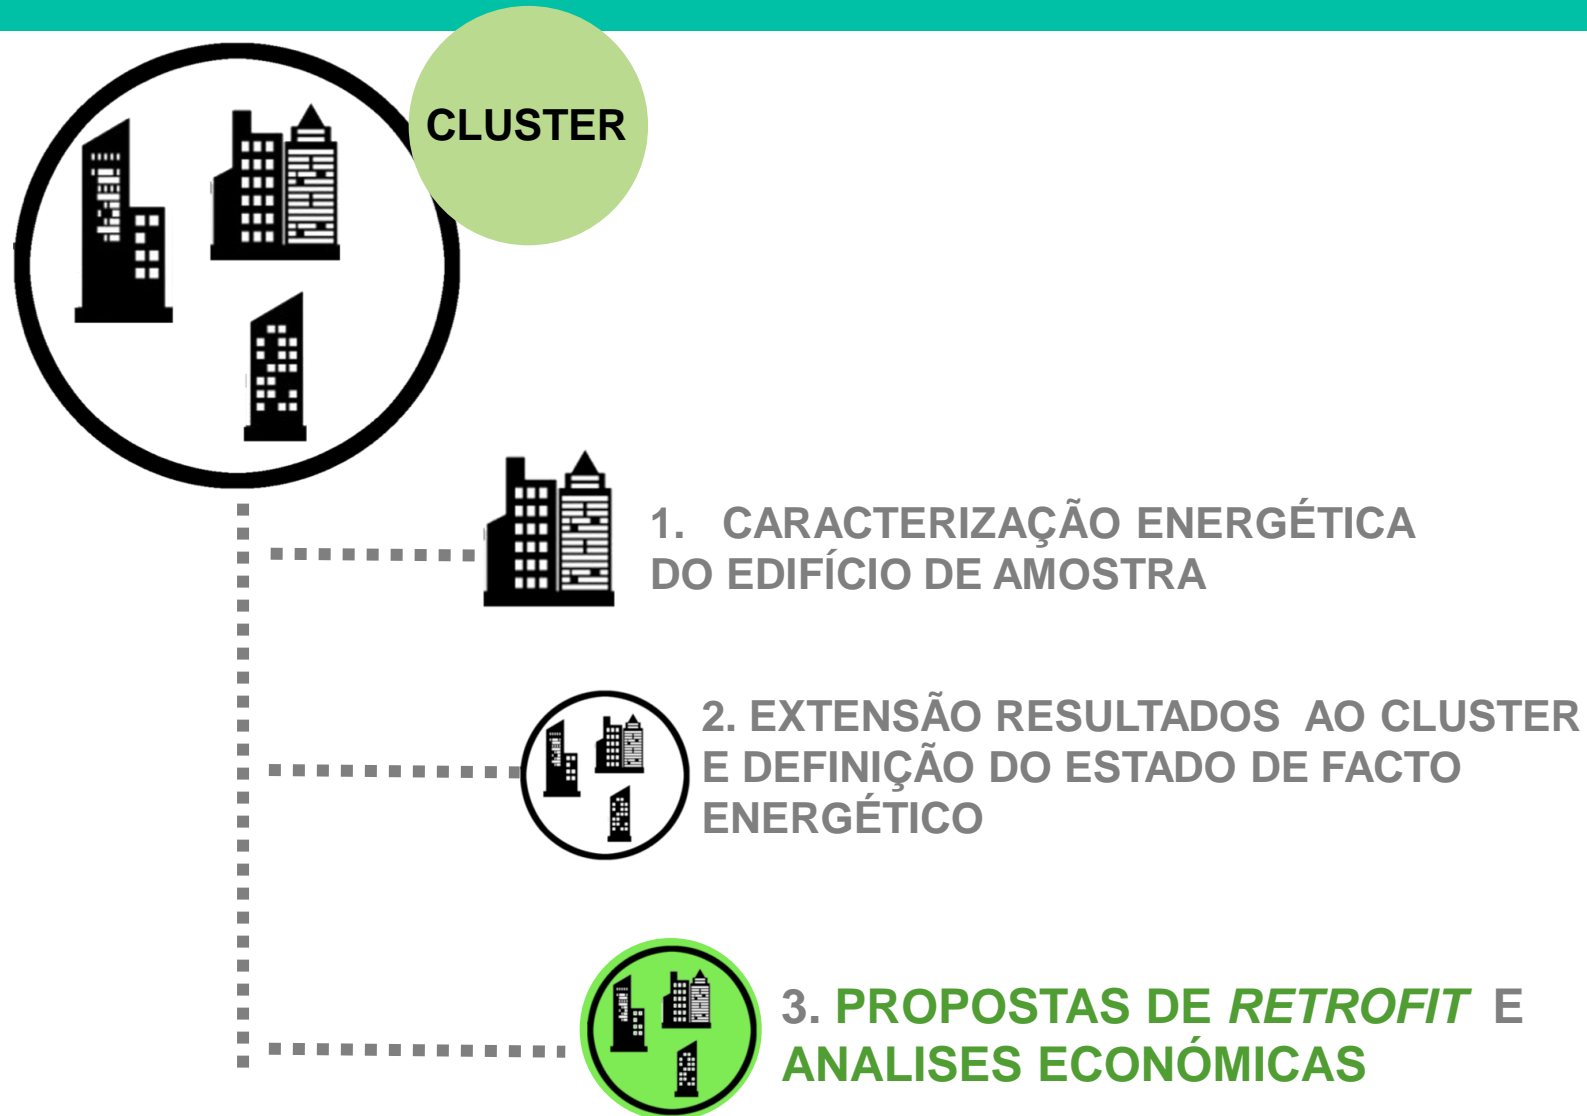 CLUSTER
1. CARACTERIZAÇÃO ENERGÉTICA
DO EDIFÍCIO DE AMOSTRA
2. EXTENSÃO RESULTADOS AO CLUSTER
E DEFINIÇÃO DO ESTADO DE FACTO
ENERGÉTICO
3. PROPOSTAS DE RETROFIT E
ANALISES ECONÓMICAS